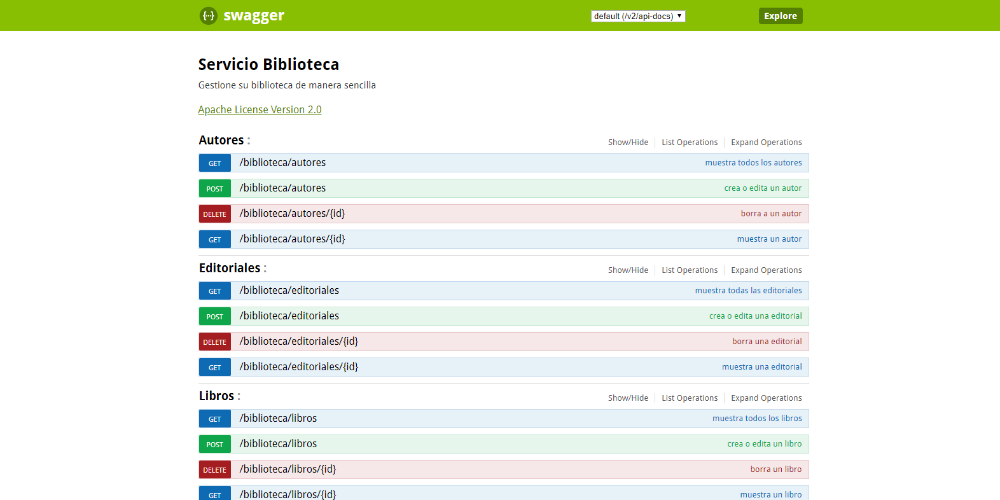 {···} swagger default (/v2/api-docs) ▼ Explore
Servicio Biblioteca
Gestione su biblioteca de manera sencilla
Apache License Version 2.0
Autores : Show/Hide List Operations Expand Operations
GET /biblioteca/autores muestra todos los autores
POST /biblioteca/autores crea o edita un autor
DELETE /biblioteca/autores/{id} borra a un autor
GET /biblioteca/autores/{id} muestra un autor
Editoriales : Show/Hide List Operations Expand Operations
GET /biblioteca/editoriales muestra todas las editoriales
POST /biblioteca/editoriales crea o edita una editorial
DELETE /biblioteca/editoriales/{id} borra una editorial
GET /biblioteca/editoriales/{id} muestra una editorial
Libros : Show/Hide List Operations Expand Operations
GET /biblioteca/libros muestra todos los libros
POST /biblioteca/libros crea o edita un libro
DELETE /biblioteca/libros/{id} borra un libro
GET /biblioteca/libros/{id} muestra un libro